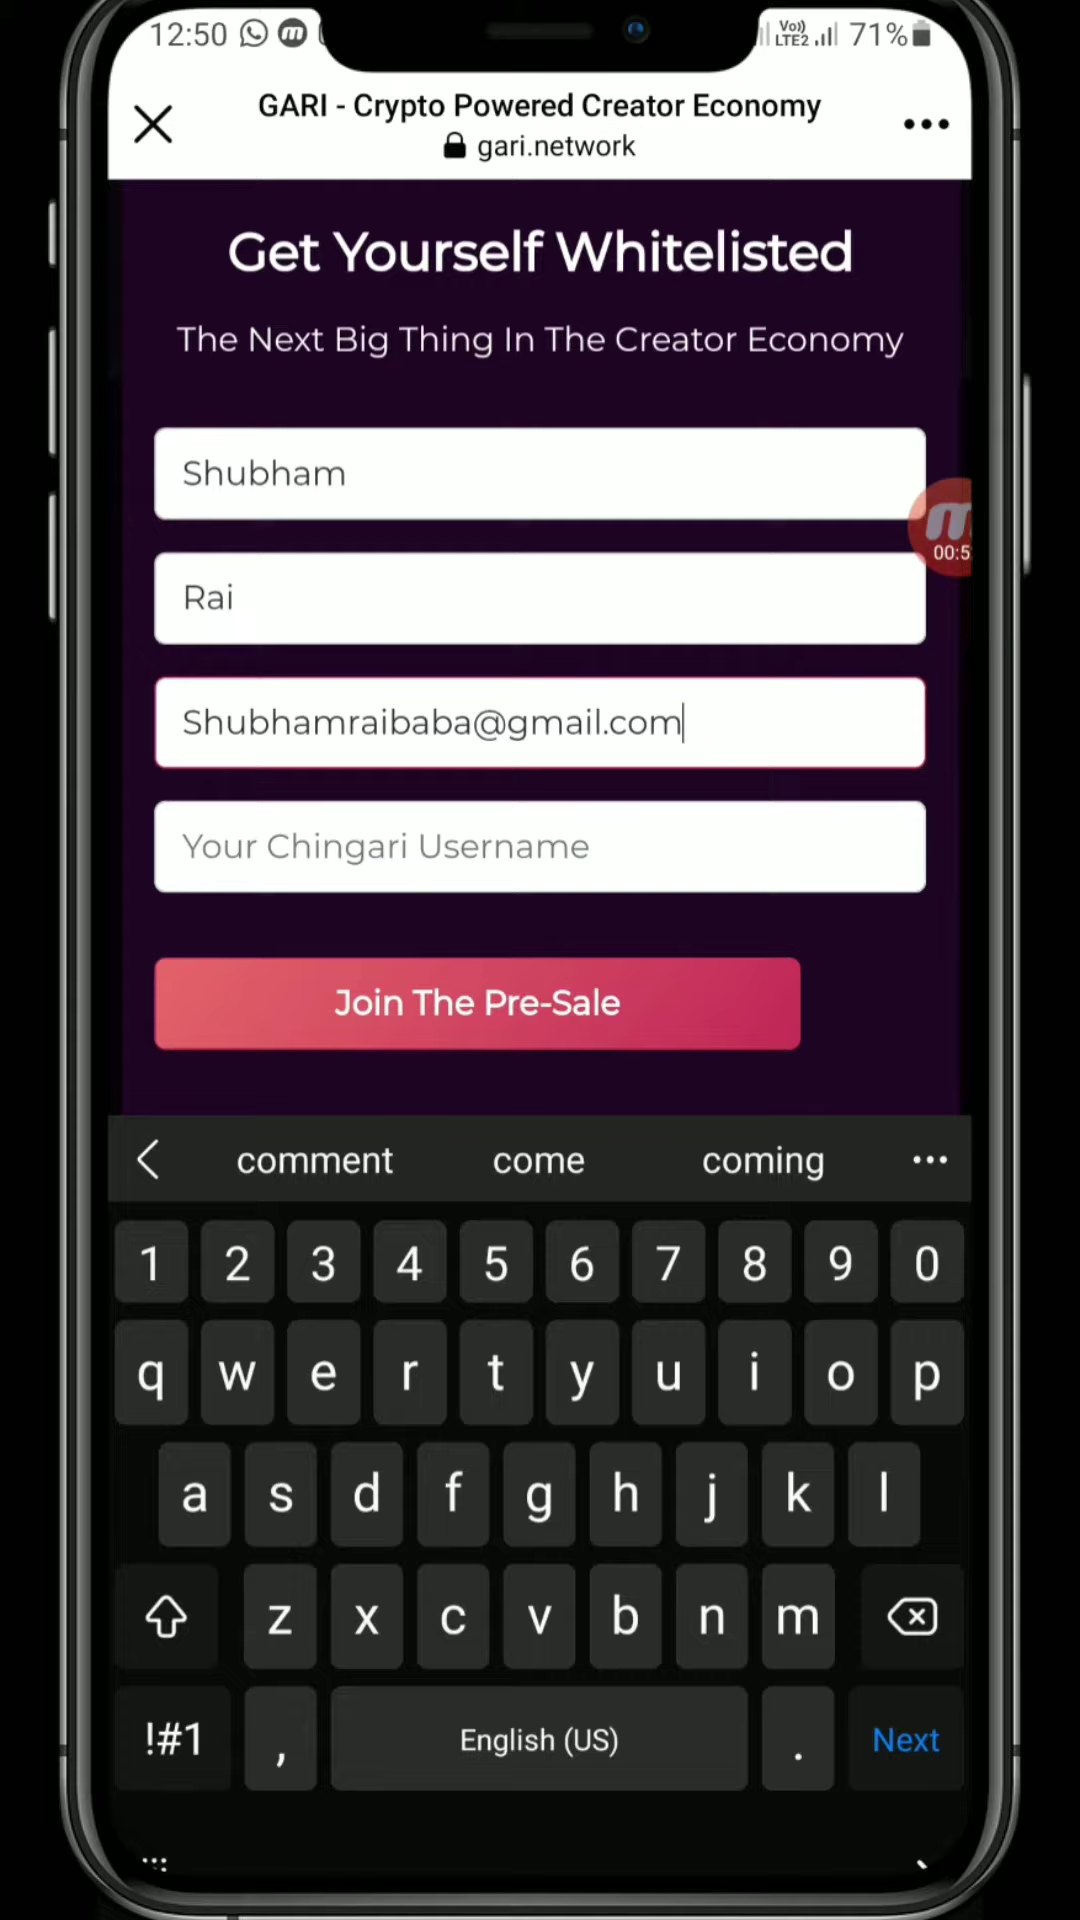 12:50 Vo)) LTE2 71%
GARI - Crypto Powered Creator Economy
gari.network
Get Yourself Whitelisted
The Next Big Thing In The Creator Economy
Shubham
m
00:5
Rai
Shubhamraibaba@gmail.com
Your Chingari Username
Join The Pre-Sale
comment come coming
1 2 3 4 5 6 7 8 9 0
q w e r t y u i o p
a s d f g h j k l
z x c v b n m
!#1 , English (US) . Next